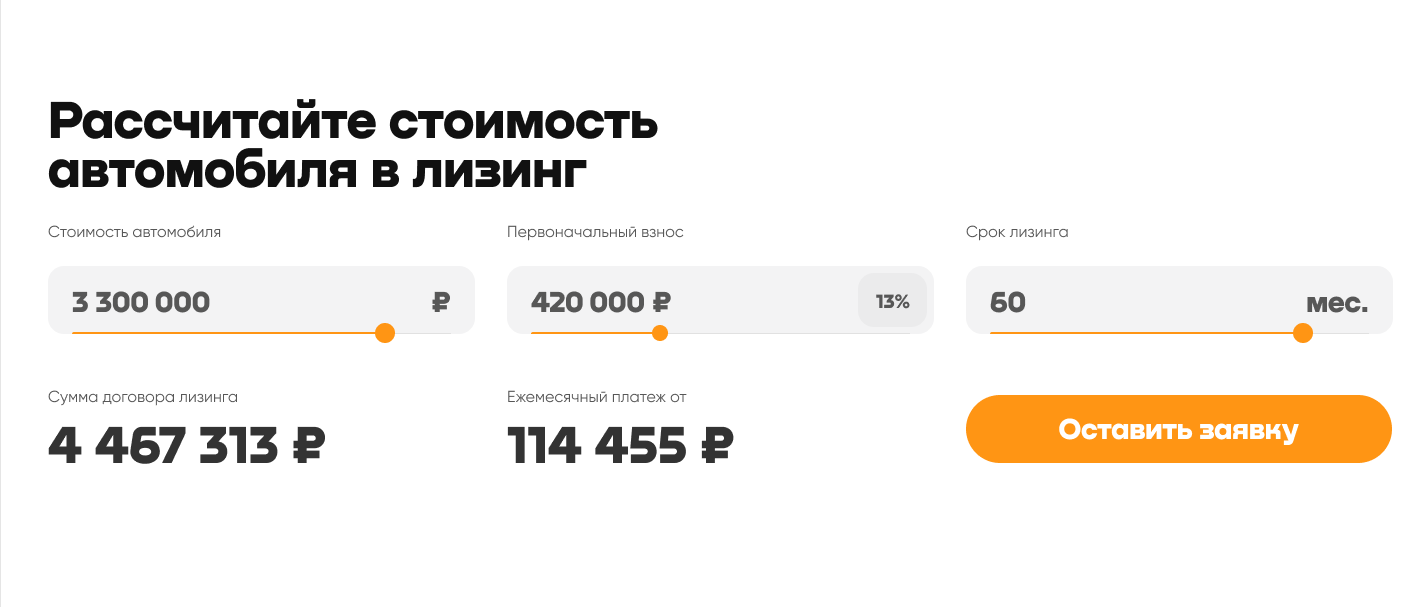 Рассчитайте стоимость
автомобиля в лизинг
Стоимость автомобиля
Первоначальный взнос
Срок лизинга
3 300 000 ₽
420 000 ₽ 13%
60 мес.
Сумма договора лизинга
4 467 313 ₽
Ежемесячный платеж от
114 455 ₽
Оставить заявку